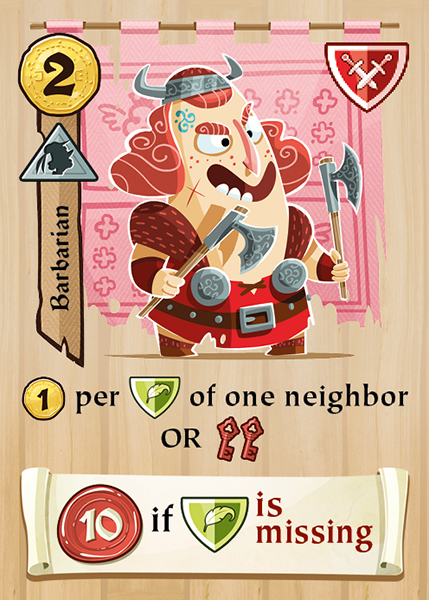 2
Barbarian
1 per of one neighbor
OR
10 if is
missing